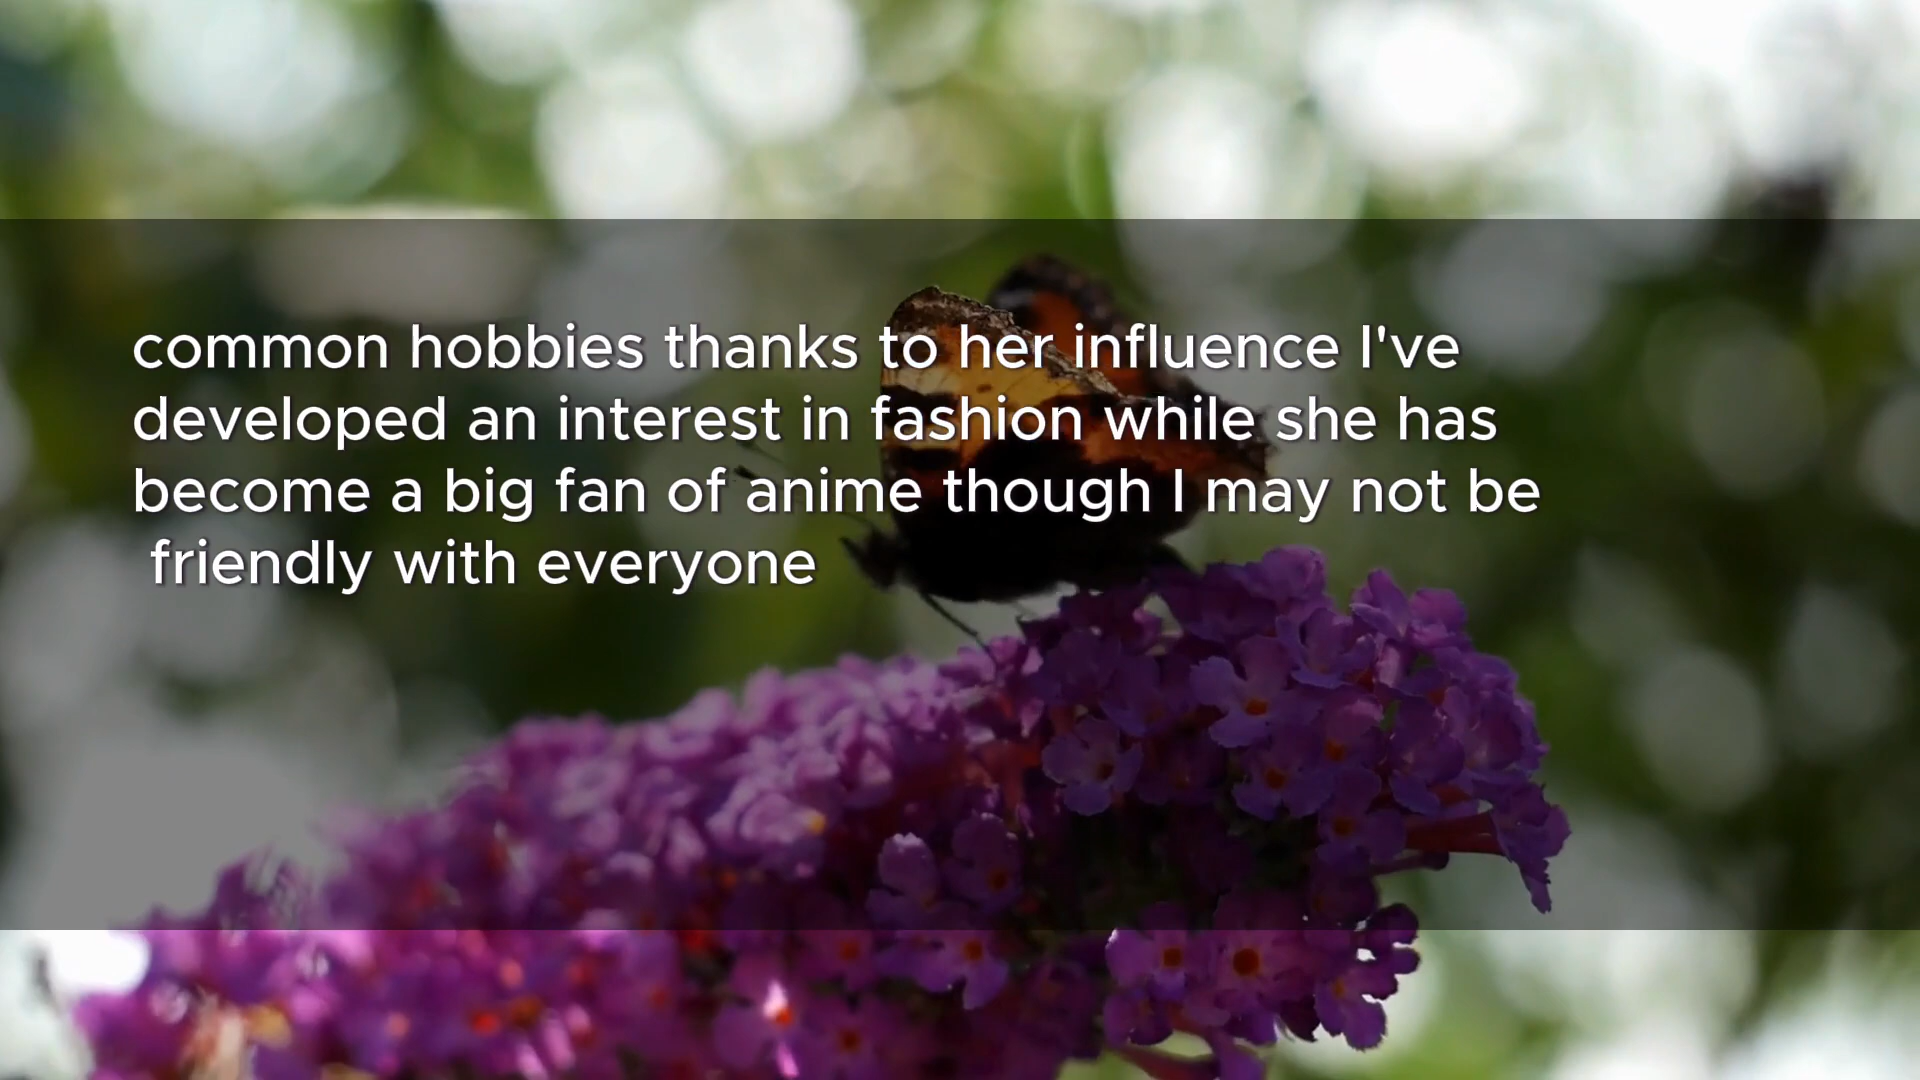 common hobbies thanks to her influence I've
developed an interest in fashion while she has
become a big fan of anime though I may not be
friendly with everyone